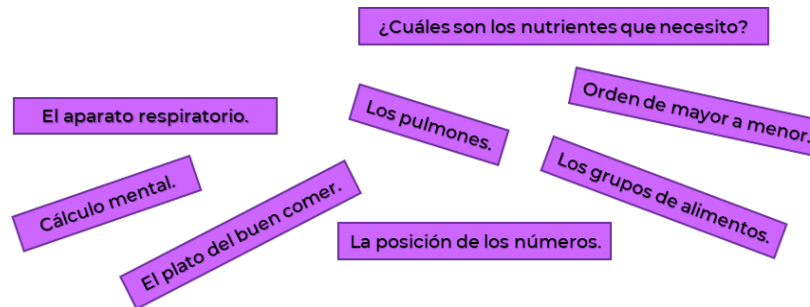 ¿Cuáles son los nutrientes que necesito?
El aparato respiratorio.
Los pulmones.
Orden de mayor a menor.
Cálculo mental.
El plato del buen comer.
La posición de los números.
Los grupos de alimentos.